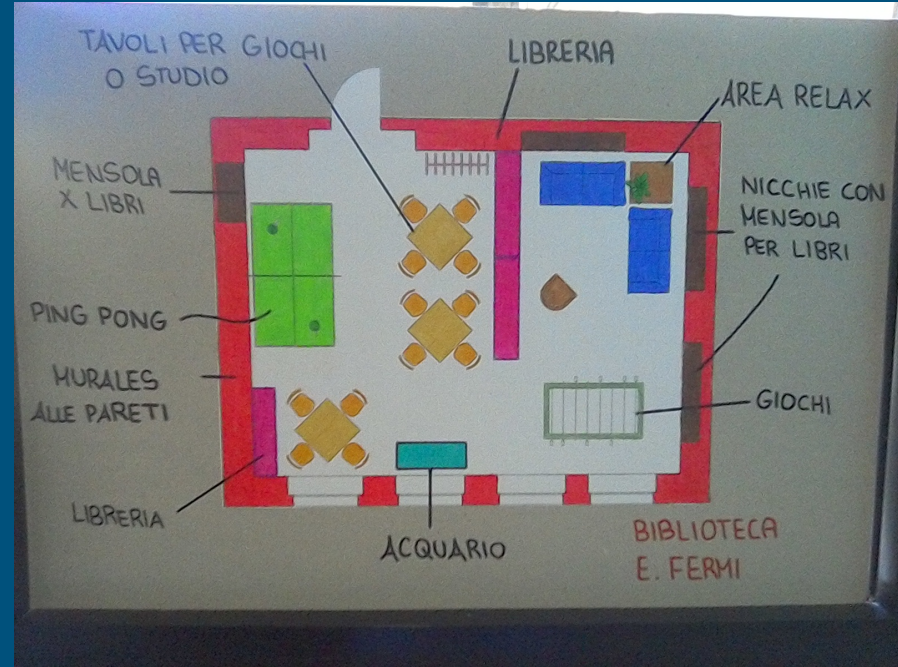 TAVOLI PER GIOCHI
O STUDIO
LIBRERIA
AREA RELAX
MENSOLA
X LIBRI
NICCHIE CON
MENSOLA
PER LIBRI
PING PONG
MURALES
ALLE PARETI
GIOCHI
LIBRERIA
ACQUARIO
BIBLIOTECA
E. FERMI